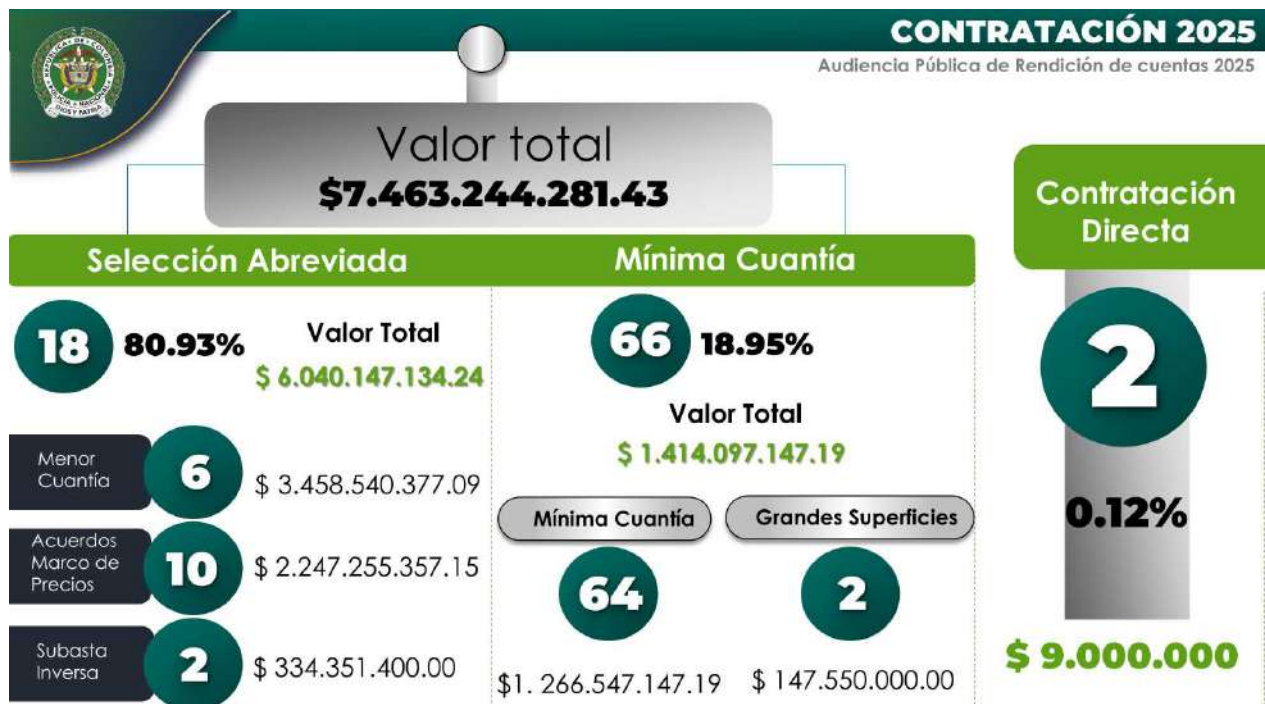 CONTRATACIÓN 2025
Audiencia Pública de Rendición de cuentas 2025
Valor total
$7.463.244.281.43
Contratación
Directa
2
0.12%
$ 9.000.000
Selección Abreviada
18
80.93%
Valor Total
$ 6.040.147.134.24
Menor
Cuantía
6
$ 3.458.540.377.09
Acuerdos
Marco de
Precios
10
$ 2.247.255.357.15
Subasta
Inversa
2
$ 334.351.400.00
Mínima Cuantía
66
18.95%
Valor Total
$ 1.414.097.147.19
Mínima Cuantía
64
$1. 266.547.147.19
Grandes Superficies
2
$ 147.550.000.00
DIOS Y PATRIA